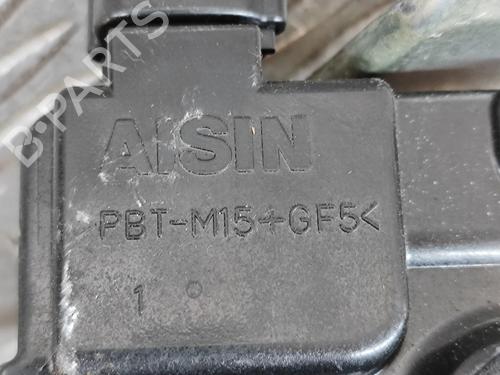 B-PARTS
AISIN
PBT-M15+GF5<
1